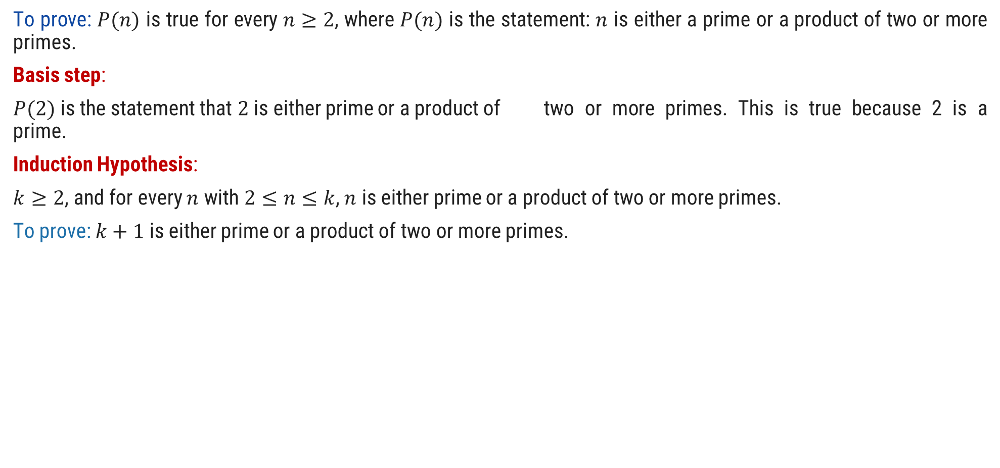 To prove: P(n) is true for every n ≥ 2, where P(n) is the statement: n is either a prime or a product of two or more
primes.
Basis step:
P(2) is the statement that 2 is either prime or a product of two or more primes. This is true because 2 is a
prime.
Induction Hypothesis:
k ≥ 2, and for every n with 2 ≤ n ≤ k, n is either prime or a product of two or more primes.
To prove: k + 1 is either prime or a product of two or more primes.